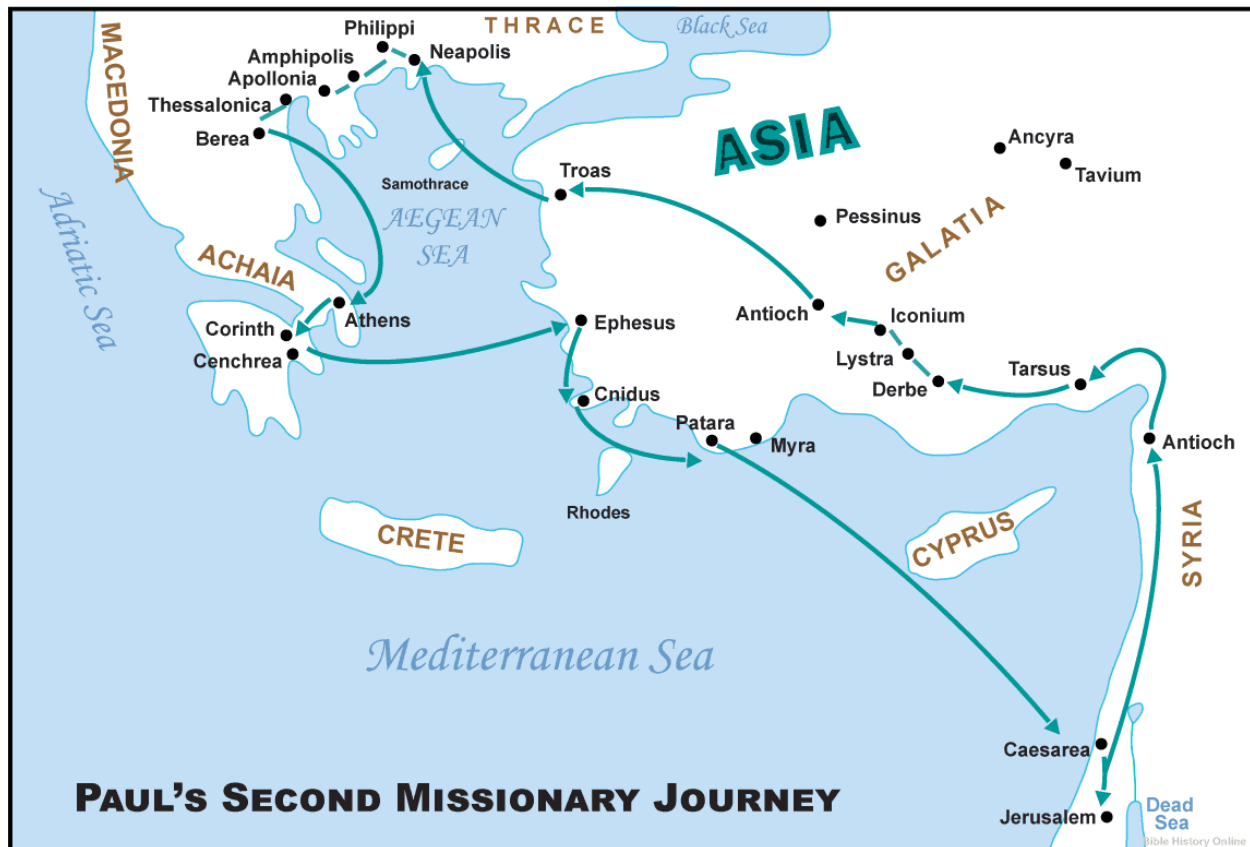 Black Sea
THRACE
Philippi
Neapolis
Amphipolis
Apollonia
Thessalonica
Berea
MACEDONIA
Adriatic Sea
Samothrace
AEGEAN
SEA
Troas
ASIA
Ancyra
Tavium
Pessinus
GALATIA
ACHAIA
Athens
Corinth
Cenchrea
Ephesus
Antioch
Iconium
Lystra
Derbe
Tarsus
Cnidus
Patara
Myra
Antioch
Rhodes
CRETE
CYPRUS
SYRIA
Mediterranean Sea
Caesarea
Jerusalem
Dead
Sea
PAUL'S SECOND MISSIONARY JOURNEY
Bible History Online